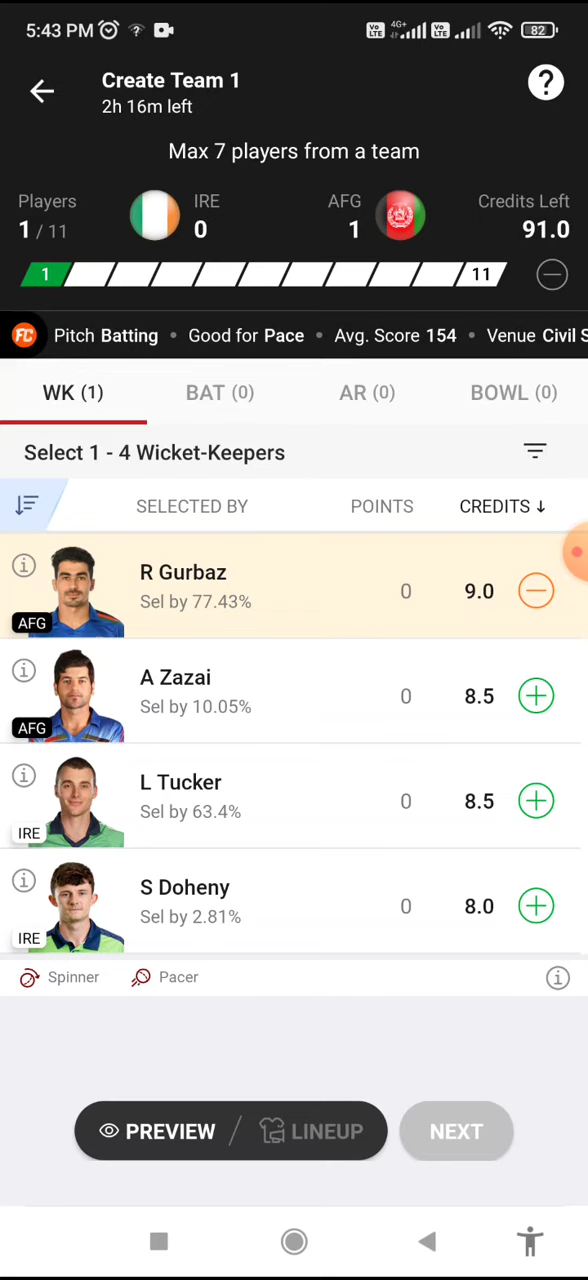 5:43 PM
4G+
Vo LTE
Vo LTE
82
Create Team 1
2h 16m left
?
Max 7 players from a team
Players
1 / 11
IRE
0
AFG
1
Credits Left
91.0
1
11
FC Pitch Batting • Good for Pace • Avg. Score 154 • Venue Civil S
WK (1) BAT (0) AR (0) BOWL (0)
Select 1 - 4 Wicket-Keepers
SELECTED BY POINTS CREDITS ↓
R Gurbaz
Sel by 77.43%
0 9.0
AFG
A Zazai
Sel by 10.05%
0 8.5
AFG
L Tucker
Sel by 63.4%
0 8.5
IRE
S Doheny
Sel by 2.81%
0 8.0
IRE
Spinner Pacer
PREVIEW / LINEUP NEXT